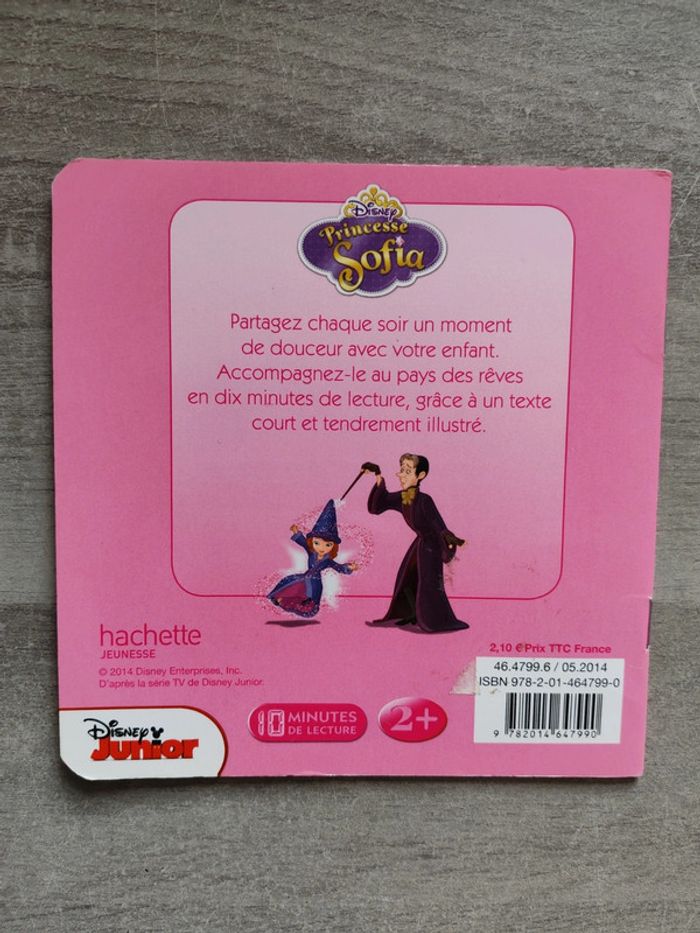 Disney
Princesse
Sofia
Partagez chaque soir un moment
de douceur avec votre enfant.
Accompagnez-le au pays des rêves
en dix minutes de lecture, grâce à un texte
court et tendrement illustré.
hachette
JEUNESSE
© 2014 Disney Enterprises, Inc.
D'après la série TV de Disney Junior.
2,10 € Prix TTC France
46.4799.6 / 05.2014
ISBN 978-2-01-464799-0
9 782014 647990
Disney
Junior
10 MINUTES
DE LECTURE
2+